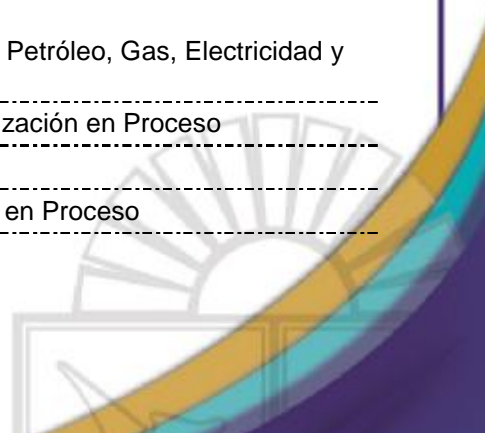 Petróleo, Gas, Electricidad y
zación en Proceso
en Proceso